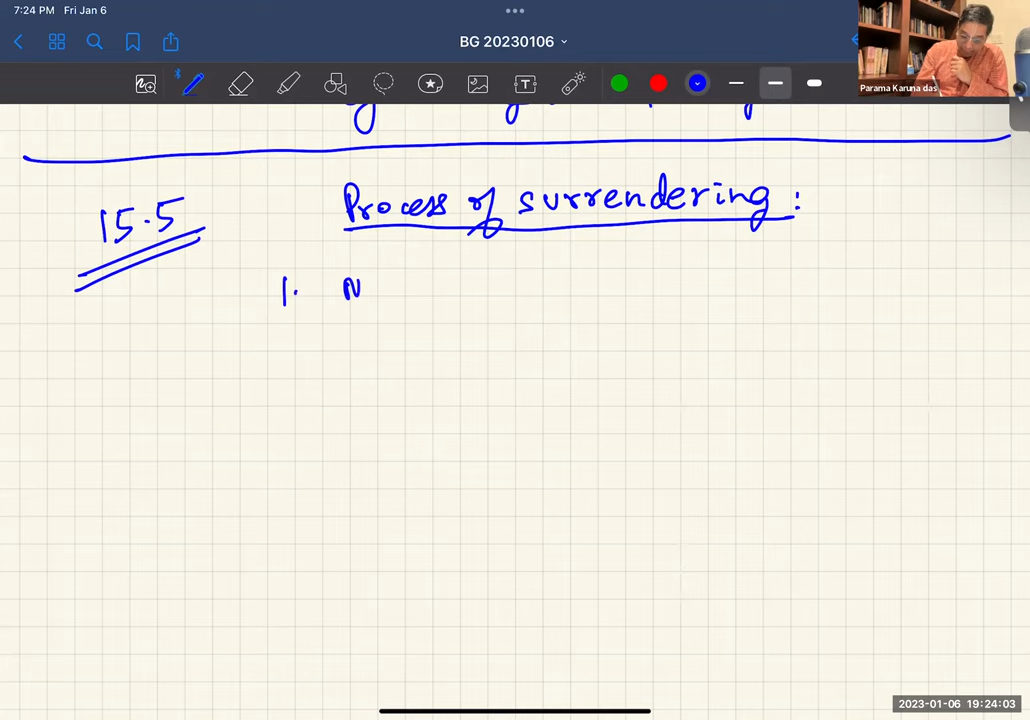 7:24 PM Fri Jan 6
BG 20230106
Parama Karuna das
15.5
Process of surrendering :
1. N
2023-01-06 19:24:03